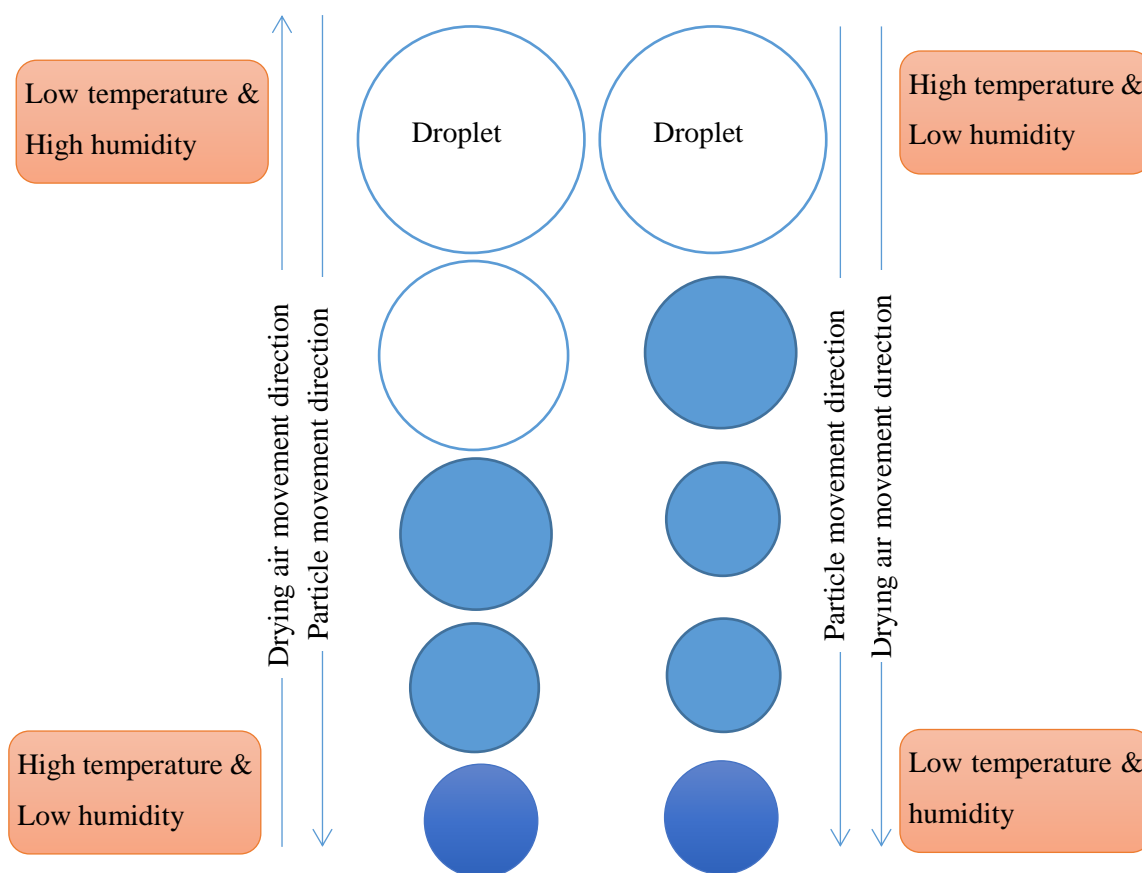 Low temperature &
High humidity
Droplet
Droplet
High temperature &
Low humidity
Drying air movement direction
Particle movement direction
Particle movement direction
Drying air movement direction
High temperature &
Low humidity
Low temperature &
humidity